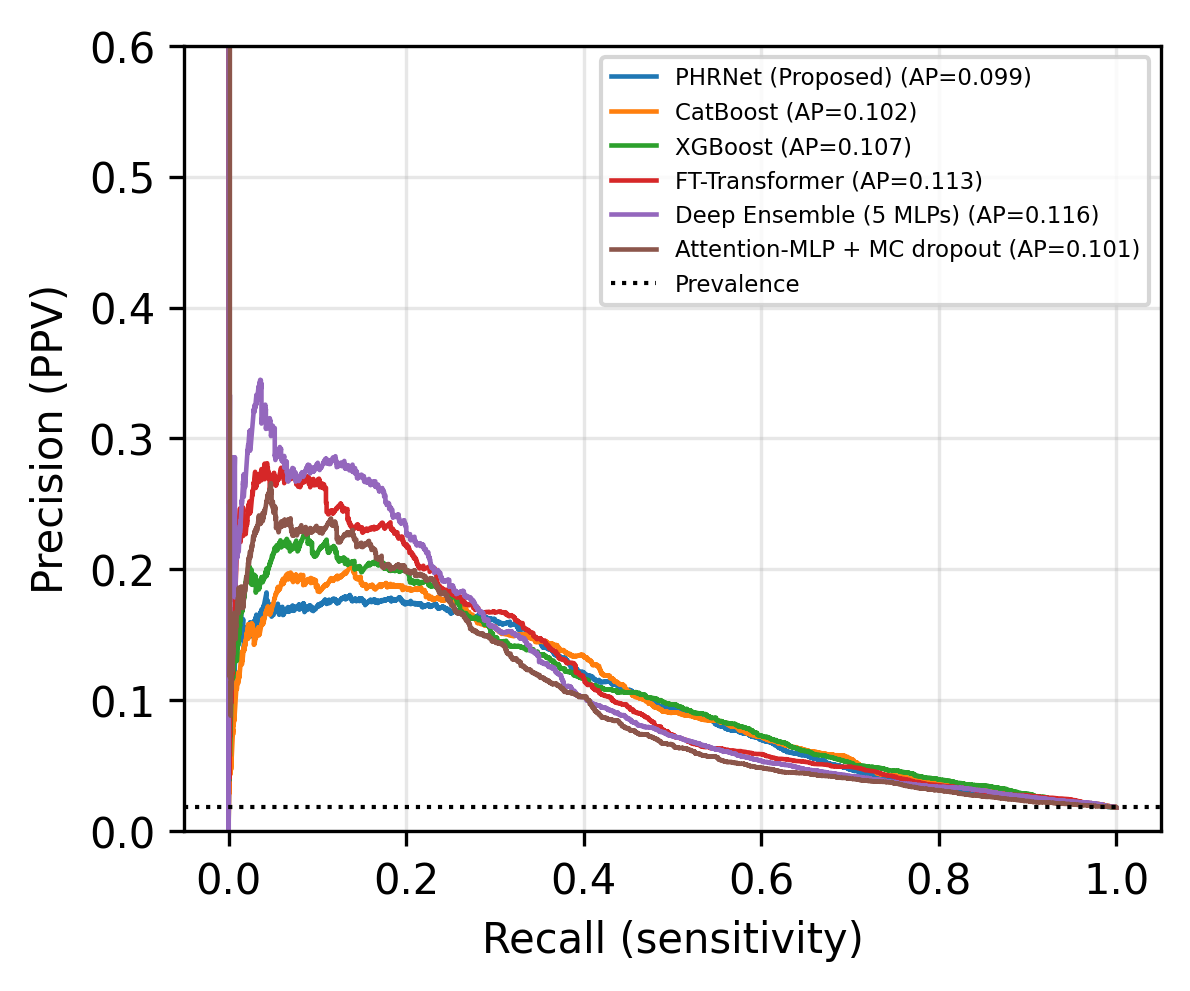 0.6
0.5
0.4
0.3
0.2
0.1
0.0
Precision (PPV)
PHRNet (Proposed) (AP=0.099)
CatBoost (AP=0.102)
XGBoost (AP=0.107)
FT-Transformer (AP=0.113)
Deep Ensemble (5 MLPs) (AP=0.116)
Attention-MLP + MC dropout (AP=0.101)
Prevalence
0.0 0.2 0.4 0.6 0.8 1.0
Recall (sensitivity)